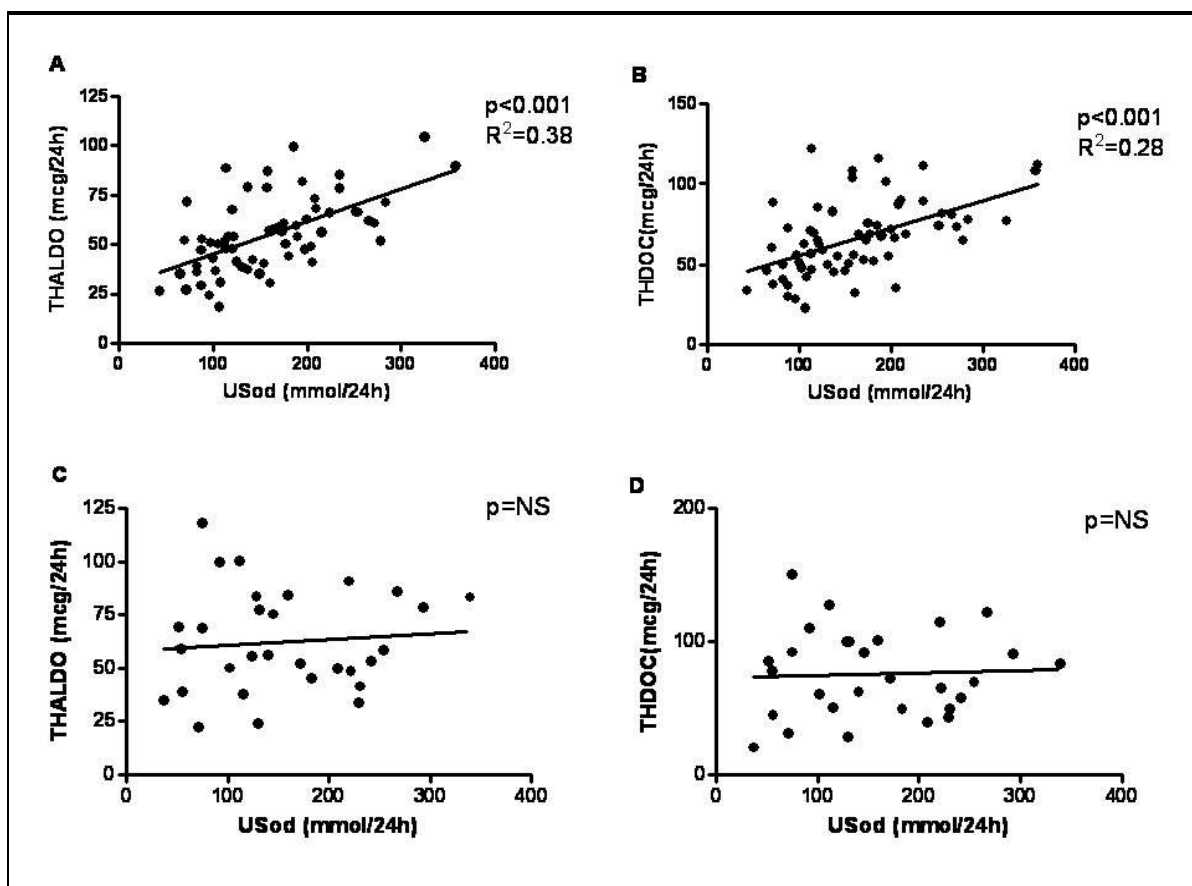 A
p<0.001
R²=0.38
THALDO (mcg/24h)
125
100
75
50
25
0
0 100 200 300 400
USod (mmol/24h)
B
p<0.001
R²=0.28
THDOC(mcg/24h)
150
100
50
0
0 100 200 300 400
USod (mmol/24h)
C
p=NS
THALDO (mcg/24h)
125
100
75
50
25
0
0 100 200 300 400
USod (mmol/24h)
D
p=NS
THDOC(mcg/24h)
200
100
0
0 100 200 300 400
USod (mmol/24h)